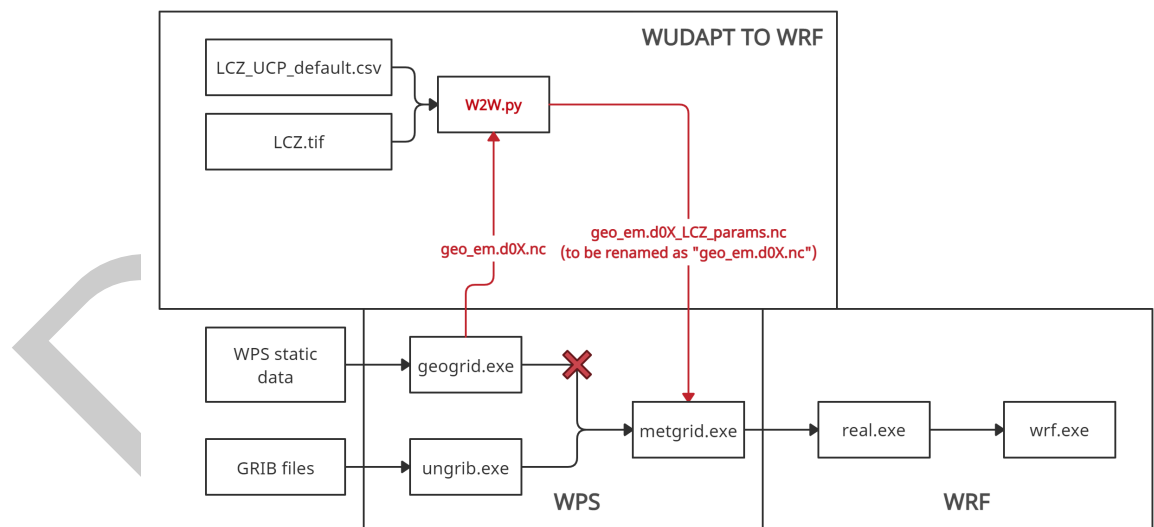 WUDAPT TO WRF
LCZ_UCP_default.csv
W2W.py
LCZ.tif
geo_em.d0X.nc
geo_em.d0X_LCZ_params.nc
(to be renamed as "geo_em.d0X.nc")
WPS static
data
geogrid.exe
metgrid.exe
real.exe
wrf.exe
GRIB files
ungrib.exe
WPS
WRF